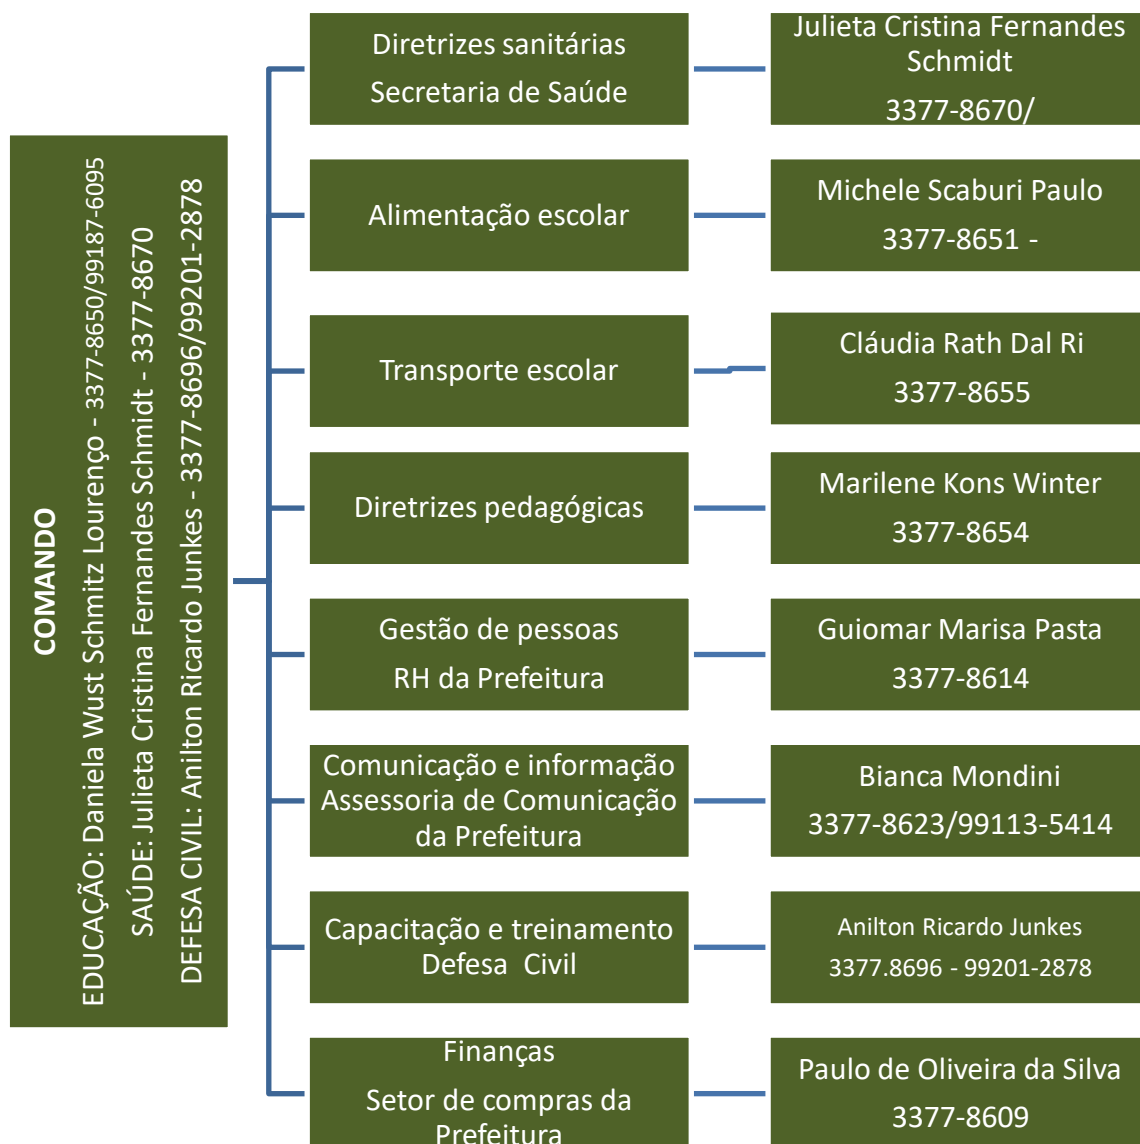 COMANDO
EDUCAÇÃO: Daniela Wust Schmitz Lourenço - 3377-8650/99187-6095
SAÚDE: Julieta Cristina Fernandes Schmidt - 3377-8670
DEFESA CIVIL: Anilton Ricardo Junkes - 3377-8696/99201-2878
Diretrizes sanitárias
Secretaria de Saúde
Julieta Cristina Fernandes
Schmidt
3377-8670/
Alimentação escolar
Michele Scaburi Paulo
3377-8651 -
Transporte escolar
Cláudia Rath Dal Ri
3377-8655
Diretrizes pedagógicas
Marilene Kons Winter
3377-8654
Gestão de pessoas
RH da Prefeitura
Guiomar Marisa Pasta
3377-8614
Comunicação e informação
Assessoria de Comunicação
da Prefeitura
Bianca Mondini
3377-8623/99113-5414
Capacitação e treinamento
Defesa  Civil
Anilton Ricardo Junkes
3377.8696 - 99201-2878
Finanças
Setor de compras da
Prefeitura
Paulo de Oliveira da Silva
3377-8609